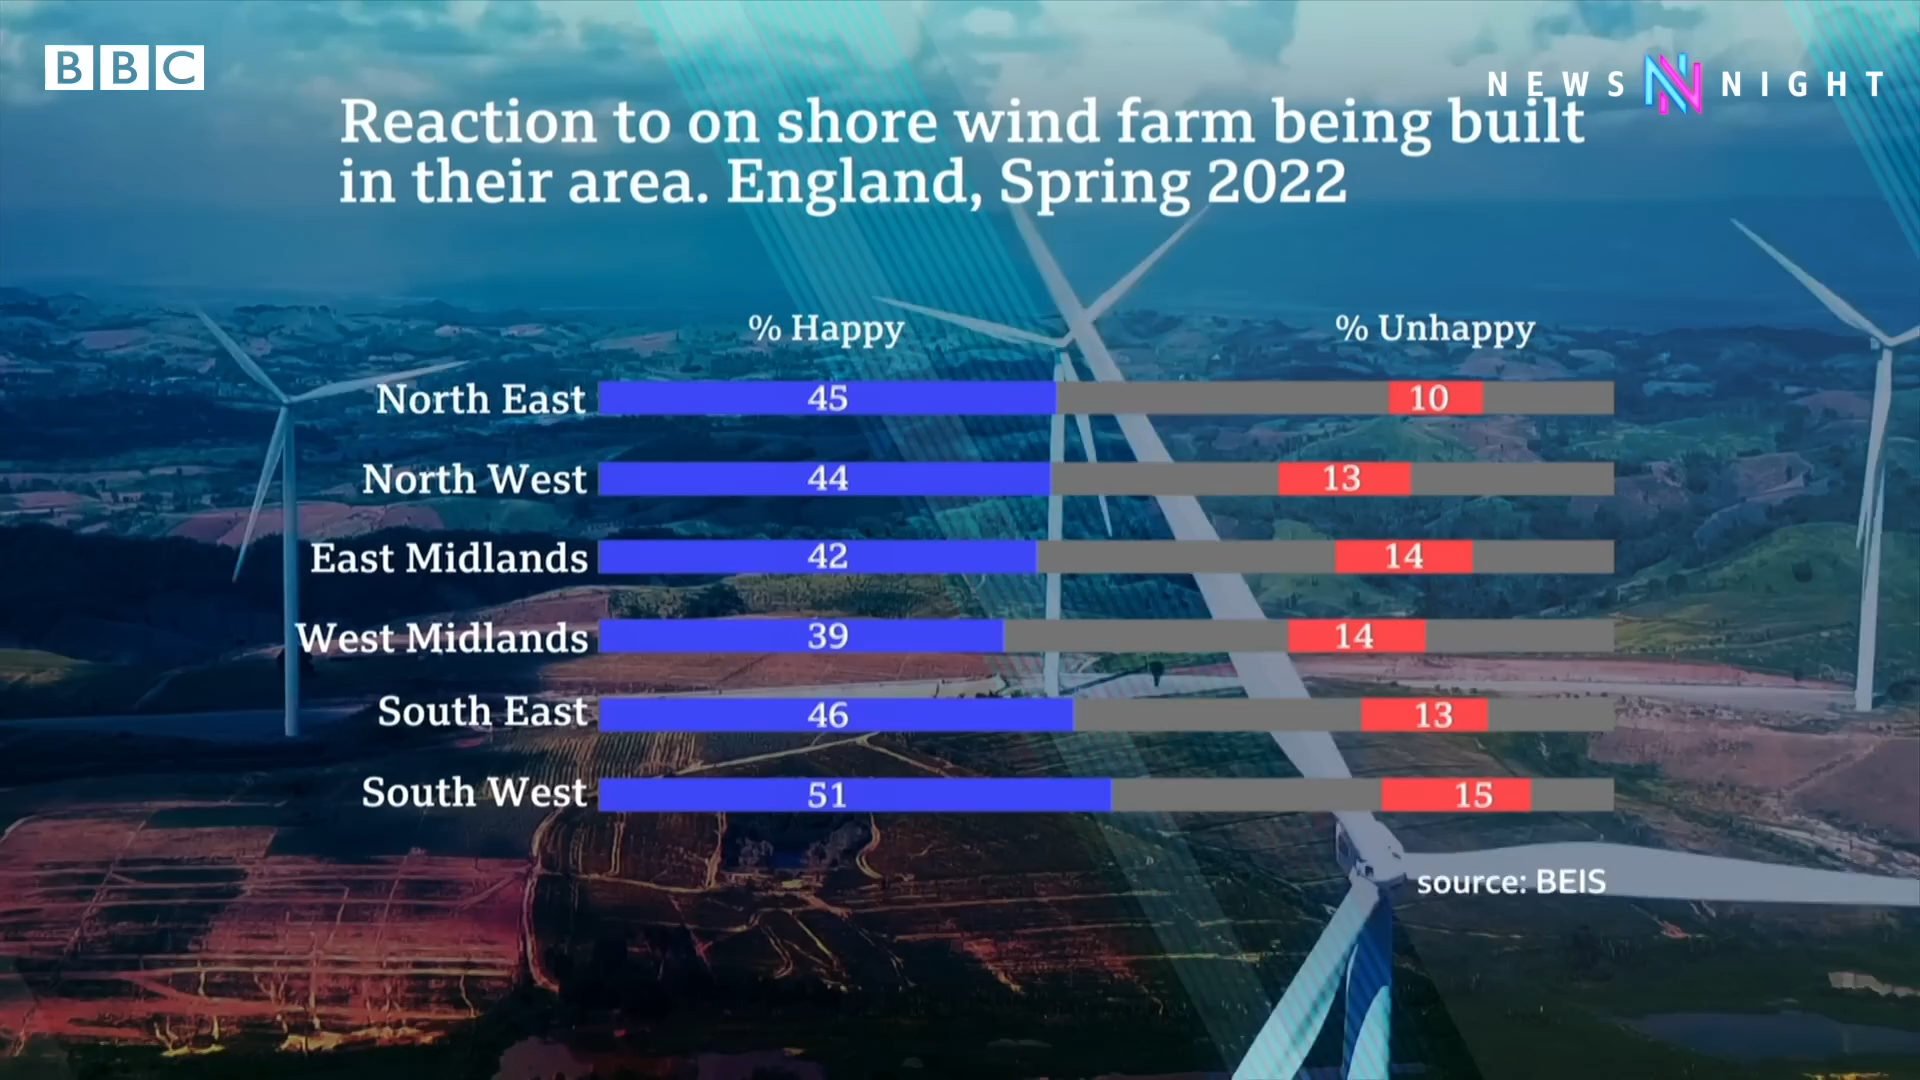 BBC
NEWS NIGHT
Reaction to on shore wind farm being built
in their area. England, Spring 2022
% Happy % Unhappy
North East 45 10
North West 44 13
East Midlands 42 14
West Midlands 39 14
South East 46 13
South West 51 15
source: BEIS